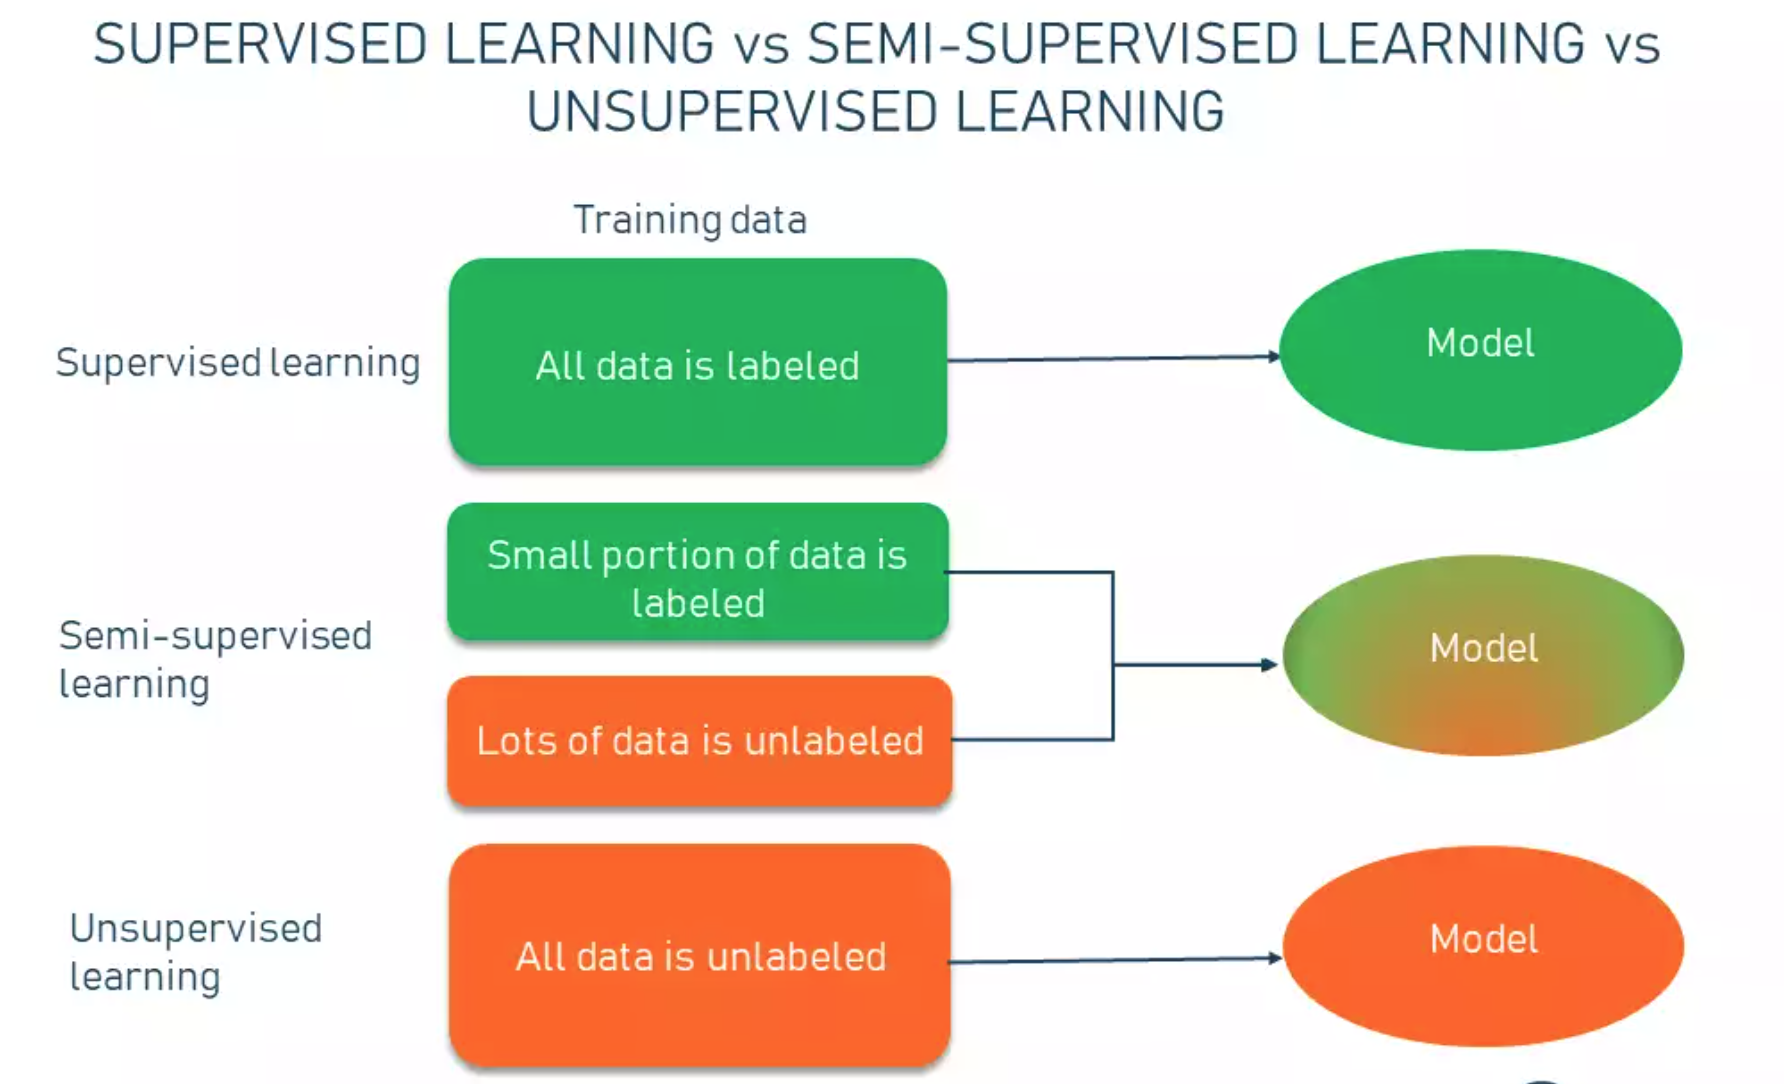 SUPERVISED LEARNING vs SEMI-SUPERVISED LEARNING vs
UNSUPERVISED LEARNING
Training data
Supervised learning
All data is labeled
Model
Semi-supervised
learning
Small portion of data is
labeled
Lots of data is unlabeled
Model
Unsupervised
learning
All data is unlabeled
Model